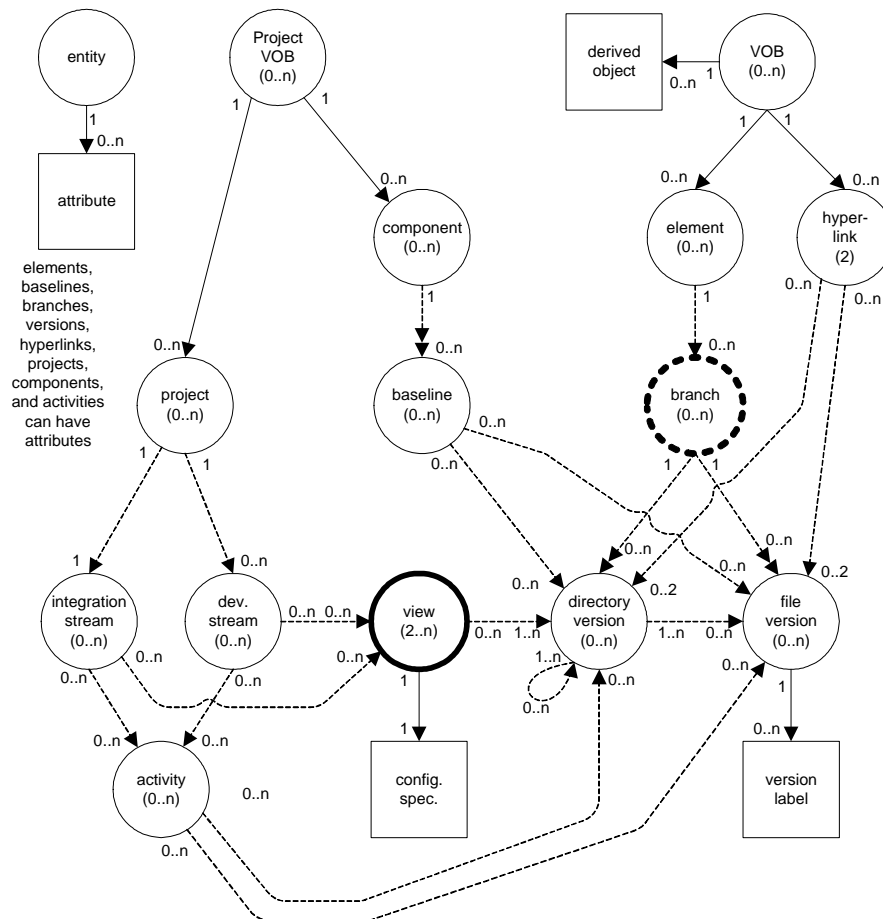 entity
1
0..n
attribute
elements,
baselines,
branches,
versions,
hyperlinks,
projects,
components,
and activities
can have
attributes
Project
VOB
(0..n)
1
1
0..n
component
(0..n)
1
0..n
baseline
(0..n)
0..n
0..n
0..n
project
(0..n)
1
1
derived
object
0..n
1
VOB
(0..n)
1
1
0..n
0..n
element
(0..n)
1
0..n
hyper-
link
(2)
0..n
0..n
branch
(0..n)
1
1
0..n
0..n
0..n
0..n
0..2
0..2
1
0..n
integration
stream
(0..n)
0..n
0..n
dev.
stream
(0..n)
0..n
0..n
0..n
0..n
view
(2..n)
0..n
1..n
1
1
config.
spec.
directory
version
(0..n)
1..n
0..n
1..n
0..n
0..n
file
version
(0..n)
0..n
1
0..n
version
label
0..n
0..n
activity
(0..n)
0..n
0..n